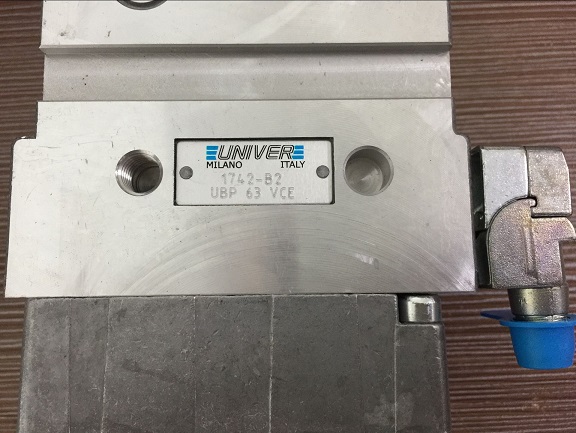 UNIVER
MILANO ITALY
1742-B2
UBP 63 VCE